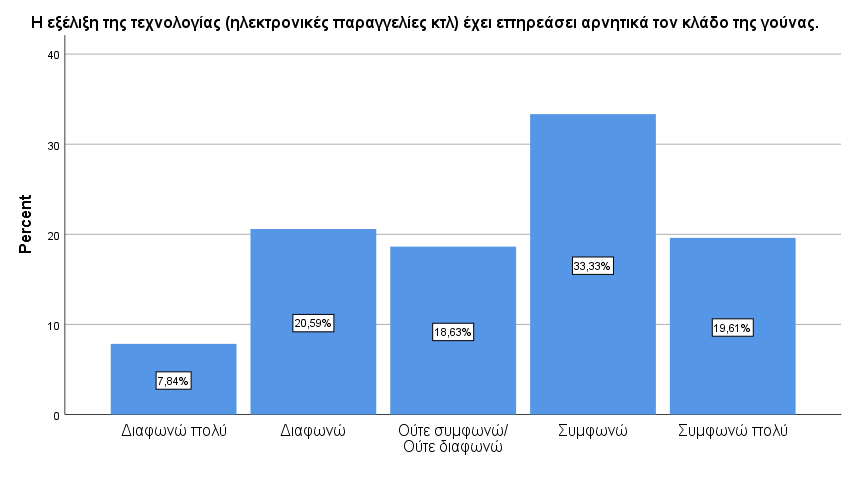 Η εξέλιξη της τεχνολογίας (ηλεκτρονικές παραγγελίες κτλ) έχει επηρεάσει αρνητικά τον κλάδο της γούνας.
40
30
20
10
0
Percent
7,84%
20,59%
18,63%
33,33%
19,61%
Διαφωνώ πολύ
Διαφωνώ
Ούτε συμφωνώ/
Ούτε διαφωνώ
Συμφωνώ
Συμφωνώ πολύ